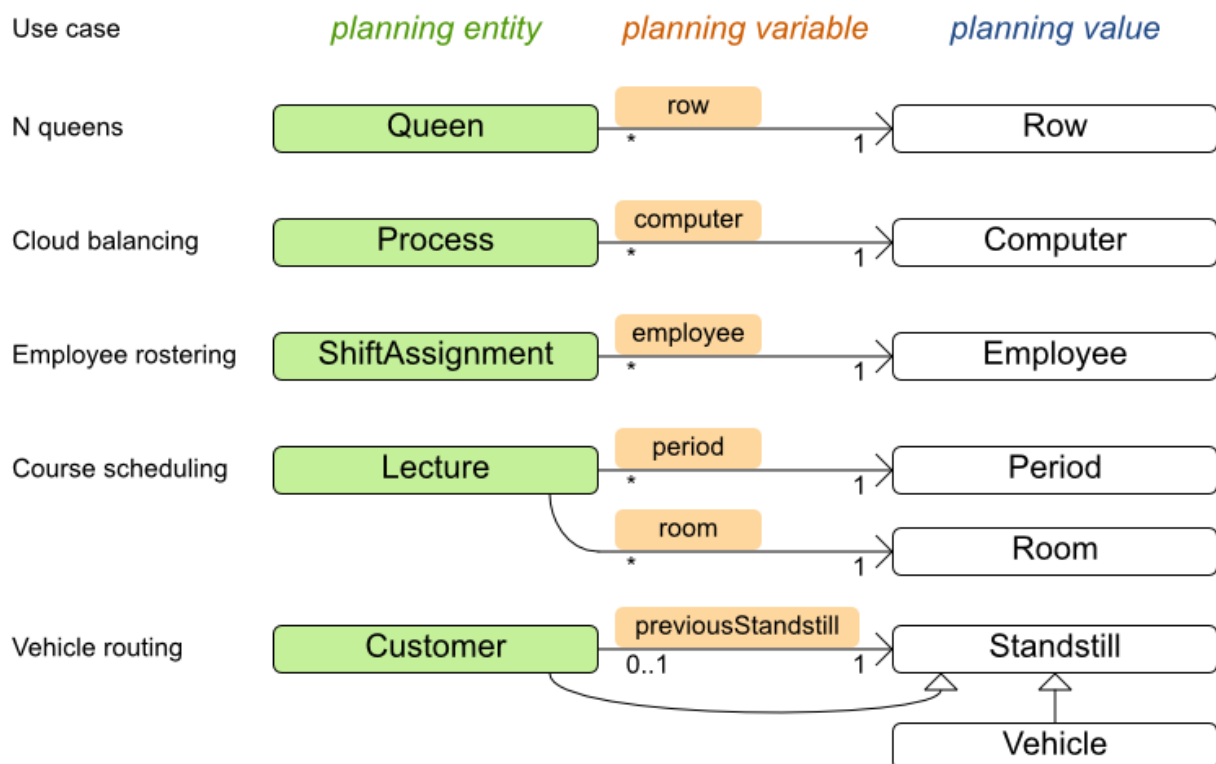 Use case planning entity planning variable planning value
row
N queens Queen Row
* 1
computer
Cloud balancing Process Computer
* 1
employee
Employee rostering ShiftAssignment Employee
* 1
period
Course scheduling Lecture Period
* 1
room
Room
* 1
previousStandstill
Vehicle routing Customer Standstill
0..1 1
Vehicle